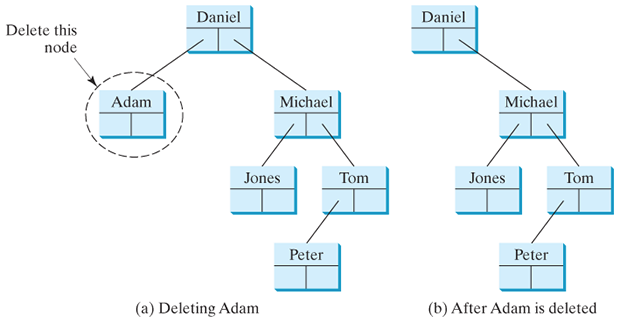 Delete this
node
Daniel
Adam
Michael
Jones
Tom
Peter
(a) Deleting Adam
Daniel
Michael
Jones
Tom
Peter
(b) After Adam is deleted